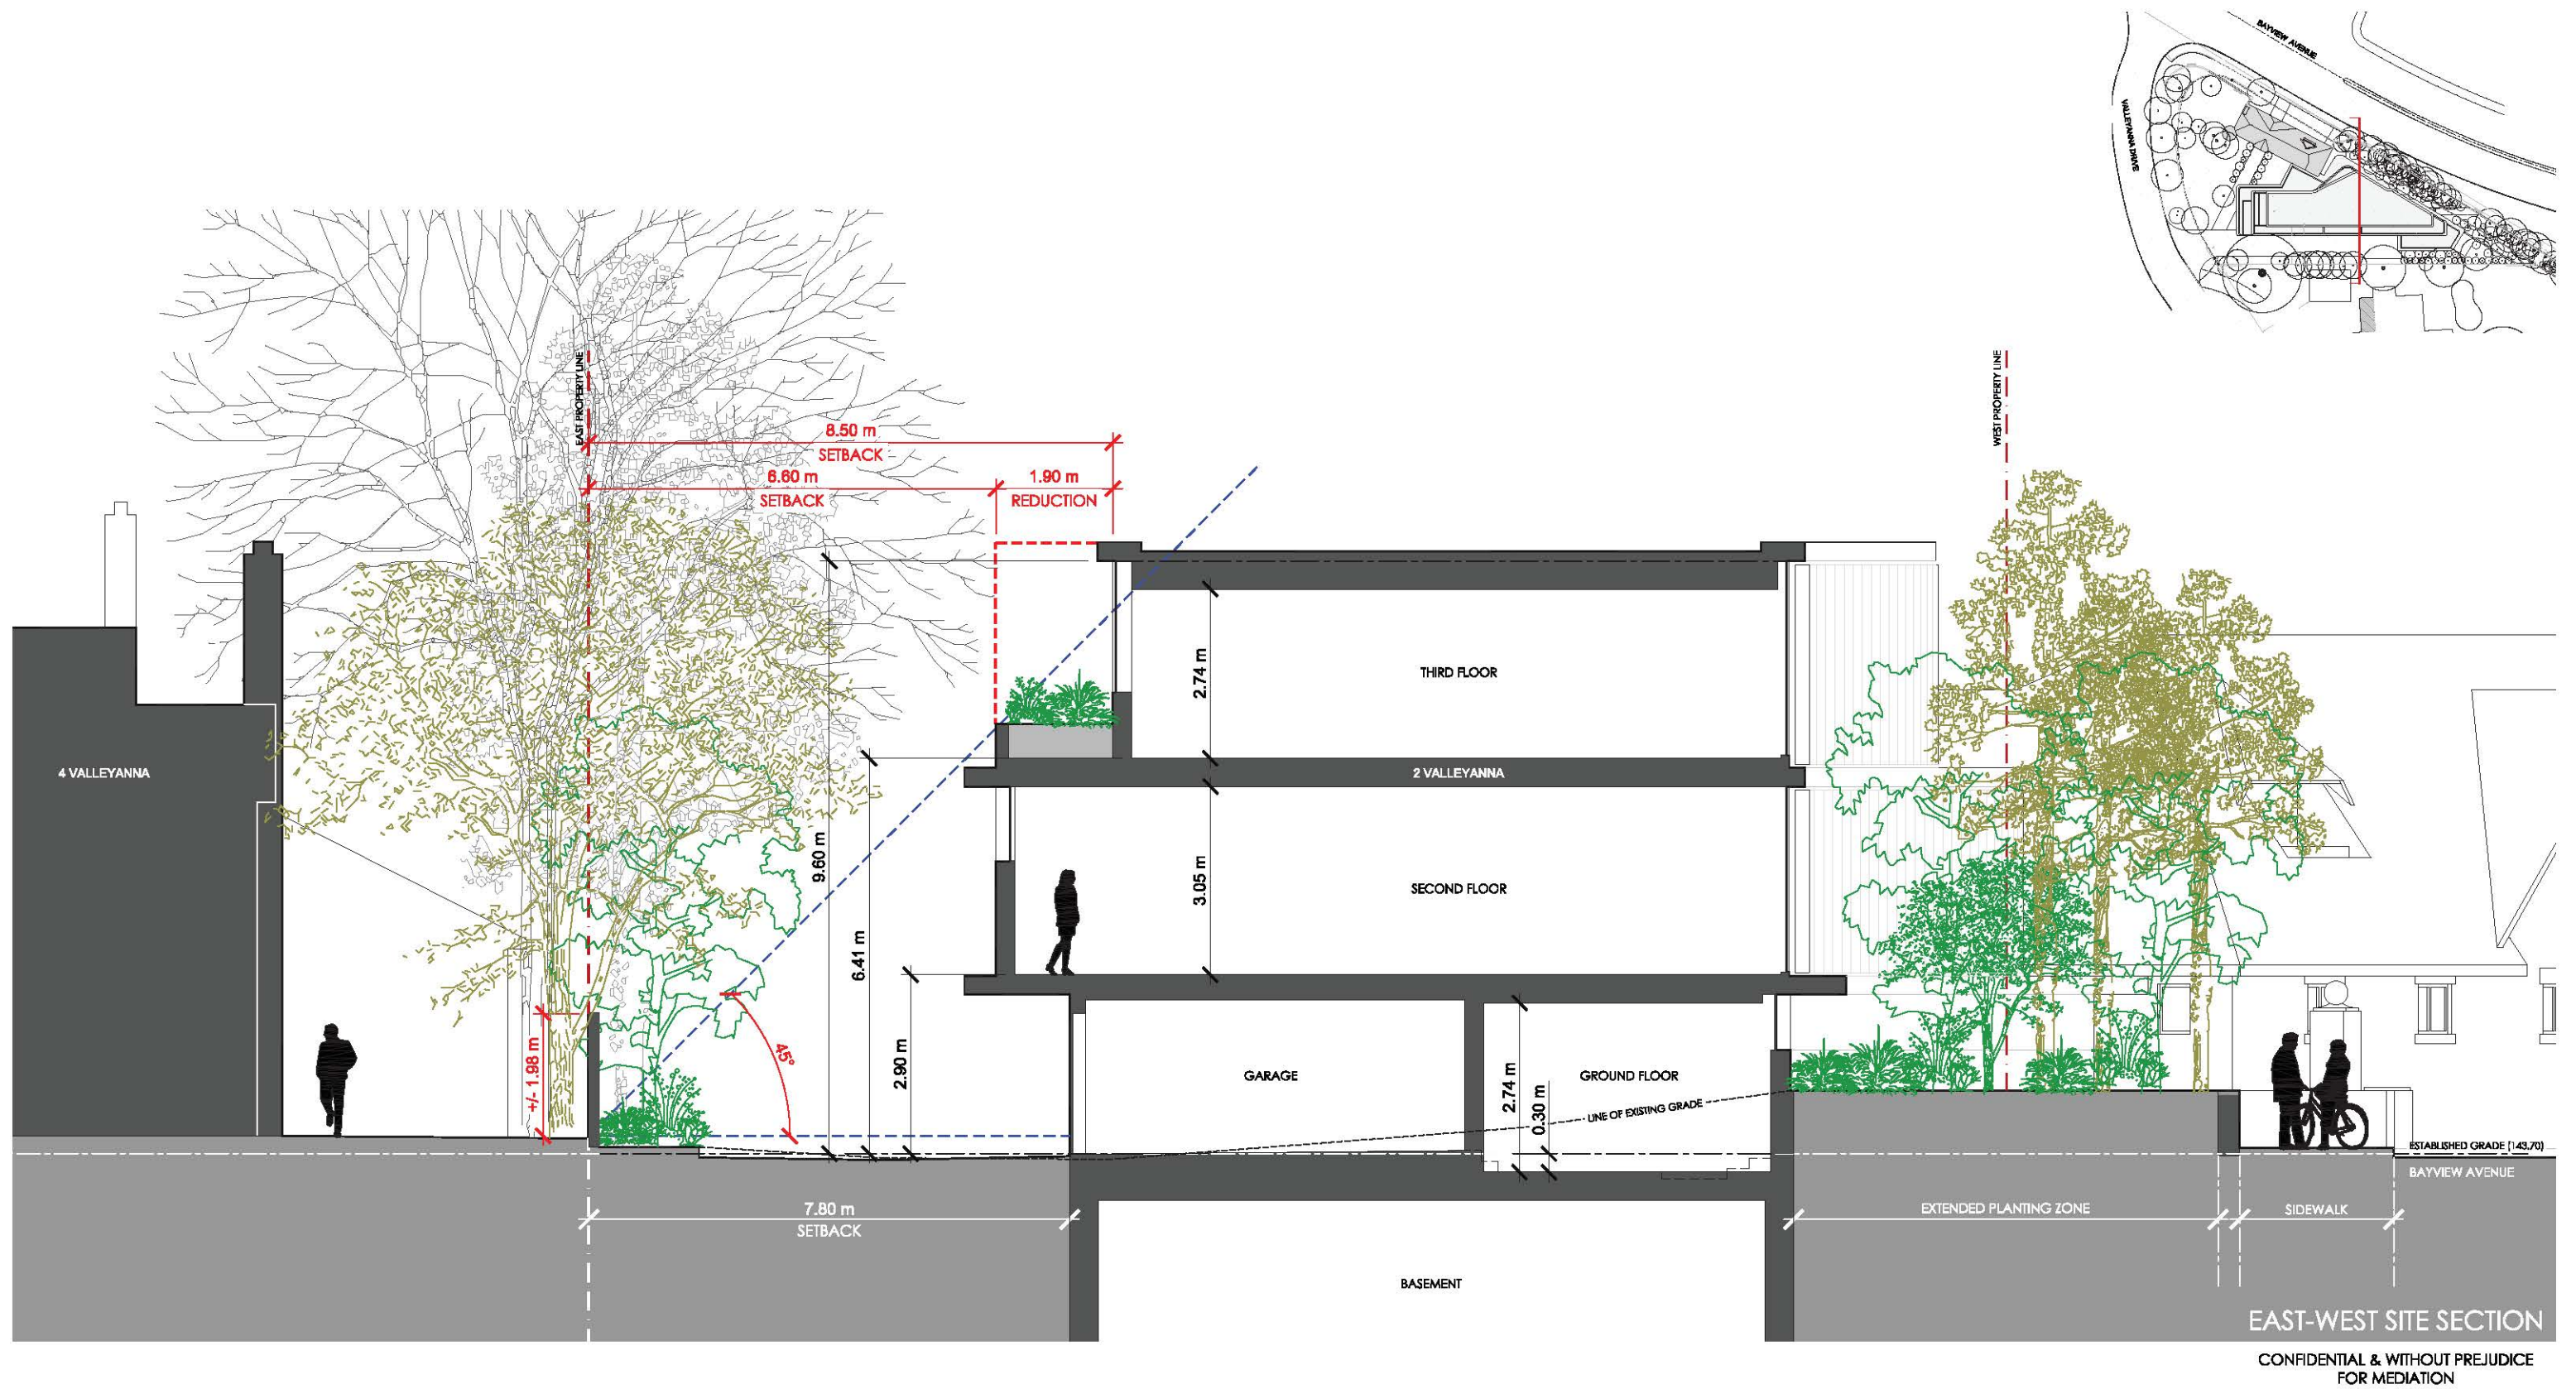 BAYVIEW AVENUE
VALLEYANNA DRIVE
EAST PROPERTY LINE
WEST PROPERTY LINE
8.50 m
SETBACK
6.60 m
SETBACK
1.90 m
REDUCTION
2.74 m
THIRD FLOOR
4 VALLEYANNA
2 VALLEYANNA
9.60 m
3.05 m
SECOND FLOOR
6.41 m
2.90 m
+/- 1.98 m
45°
GARAGE
2.74 m
0.30 m
GROUND FLOOR
LINE OF EXISTING GRADE
ESTABLISHED GRADE (143.70)
BAYVIEW AVENUE
7.80 m
SETBACK
EXTENDED PLANTING ZONE
SIDEWALK
BASEMENT
EAST-WEST SITE SECTION
CONFIDENTIAL & WITHOUT PREJUDICE
FOR MEDIATION